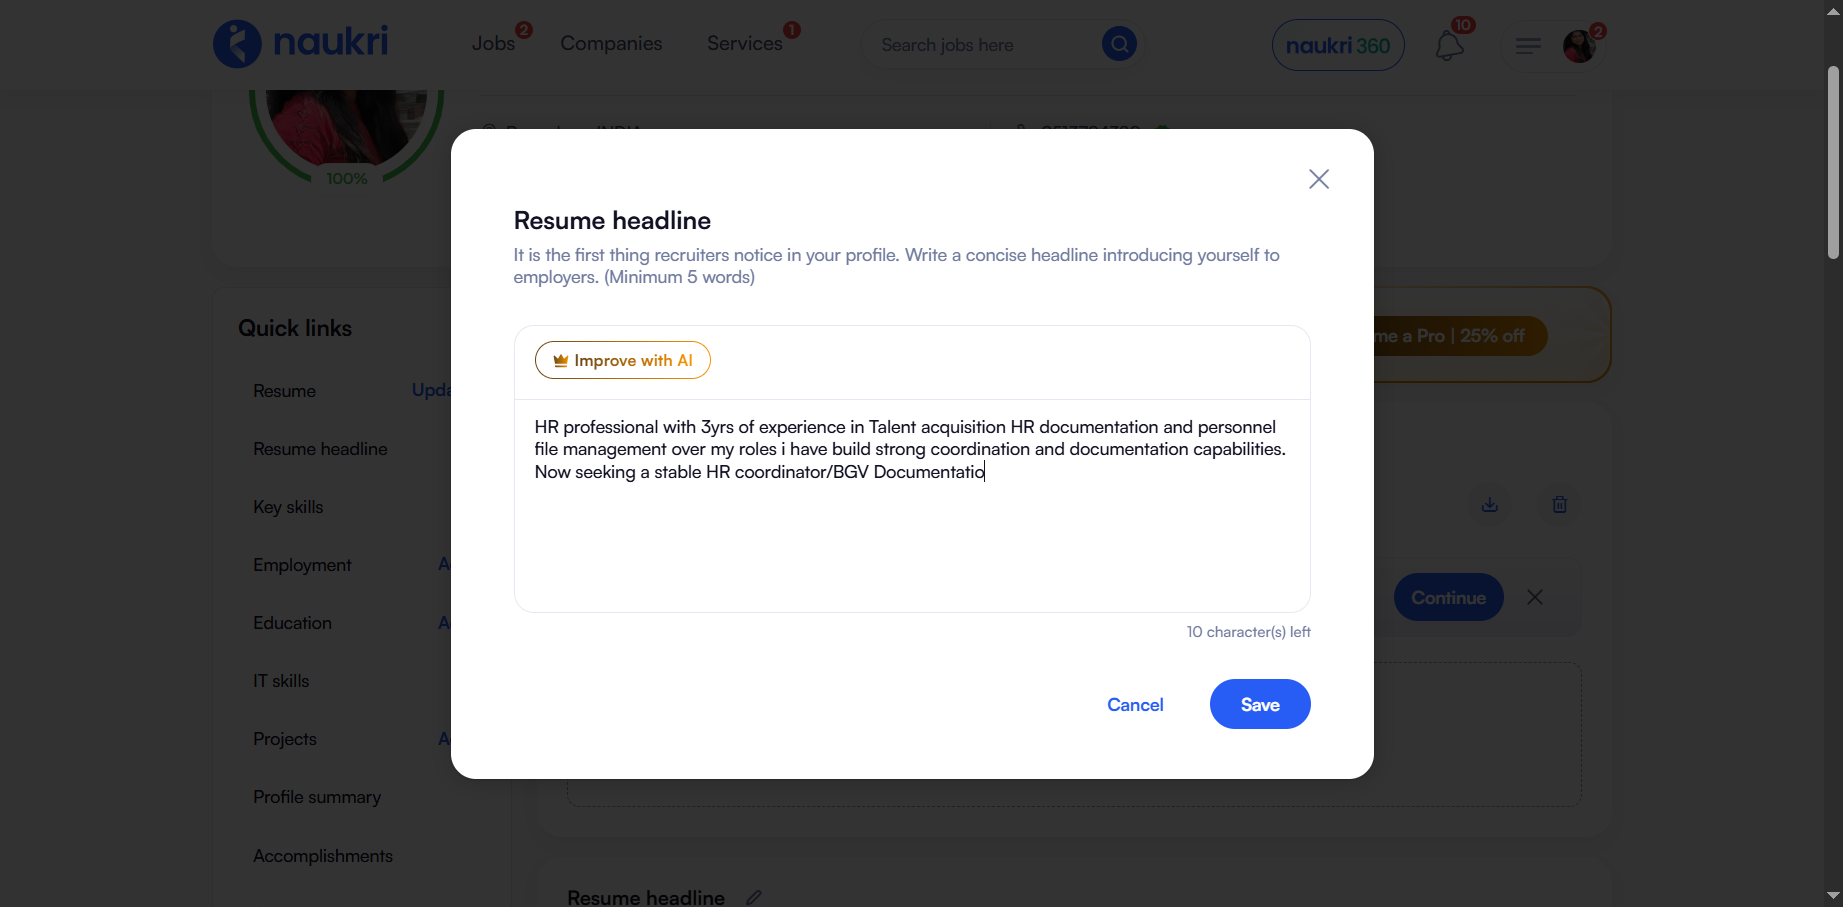 naukri
Jobs 2
Companies
Services 1
Search jobs here
naukri 360
10
2
100%
Resume headline
It is the first thing recruiters notice in your profile. Write a concise headline introducing yourself to
employers. (Minimum 5 words)
Improve with AI
HR professional with 3yrs of experience in Talent acquisition HR documentation and personnel
file management over my roles i have build strong coordination and documentation capabilities.
Now seeking a stable HR coordinator/BGV Documentatio
10 character(s) left
Cancel
Save
Quick links
Resume
Upda
Resume headline
Key skills
Employment
A
Education
A
IT skills
Projects
A
Profile summary
Accomplishments
me a Pro | 25% off
Continue
Resume headline